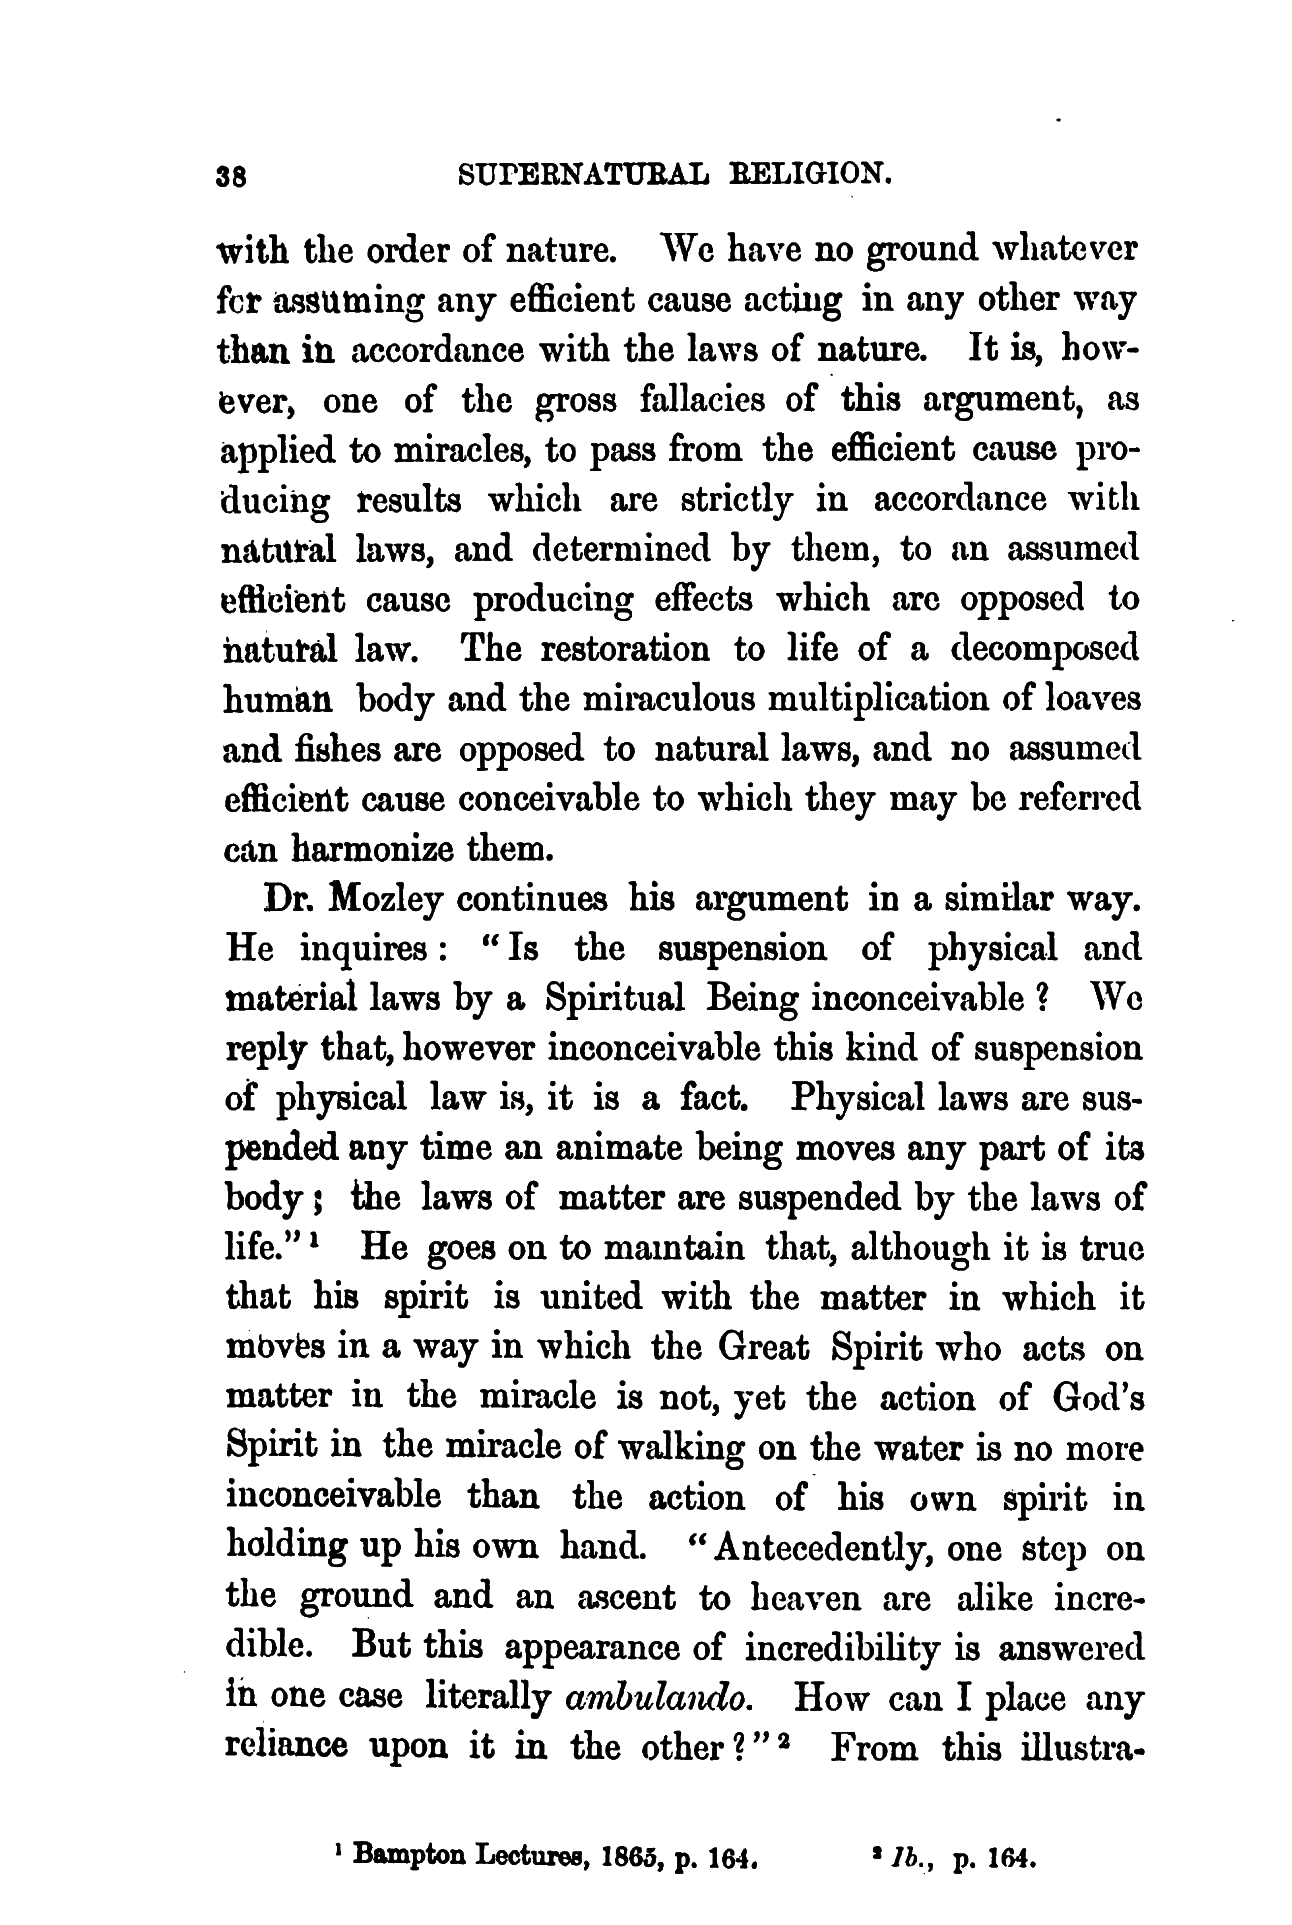 38 SUPERNATURAL RELIGION.
with the order of nature. We have no ground whatever
for assuming any efficient cause acting in any other way
than in accordance with the laws of nature. It is, how-
ever, one of the gross fallacies of this argument, as
applied to miracles, to pass from the efficient cause pro-
ducing results which are strictly in accordance with
natural laws, and determined by them, to an assumed
efficient cause producing effects which are opposed to
natural law. The restoration to life of a decomposed
human body and the miraculous multiplication of loaves
and fishes are opposed to natural laws, and no assumed
efficient cause conceivable to which they may be referred
can harmonize them.
Dr. Mozley continues his argument in a similar way.
He inquires : “ Is the suspension of physical and
material laws by a Spiritual Being inconceivable ? We
reply that, however inconceivable this kind of suspension
of physical law is, it is a fact. Physical laws are sus-
pended any time an animate being moves any part of its
body ; the laws of matter are suspended by the laws of
life.” ¹ He goes on to maintain that, although it is true
that his spirit is united with the matter in which it
moves in a way in which the Great Spirit who acts on
matter in the miracle is not, yet the action of God’s
Spirit in the miracle of walking on the water is no more
inconceivable than the action of his own spirit in
holding up his own hand. “ Antecedently, one step on
the ground and an ascent to heaven are alike incre-
dible. But this appearance of incredibility is answered
in one case literally ambulando. How can I place any
reliance upon it in the other ? ” ² From this illustra-
¹ Bampton Lectures, 1865, p. 164. ² Ib., p. 164.